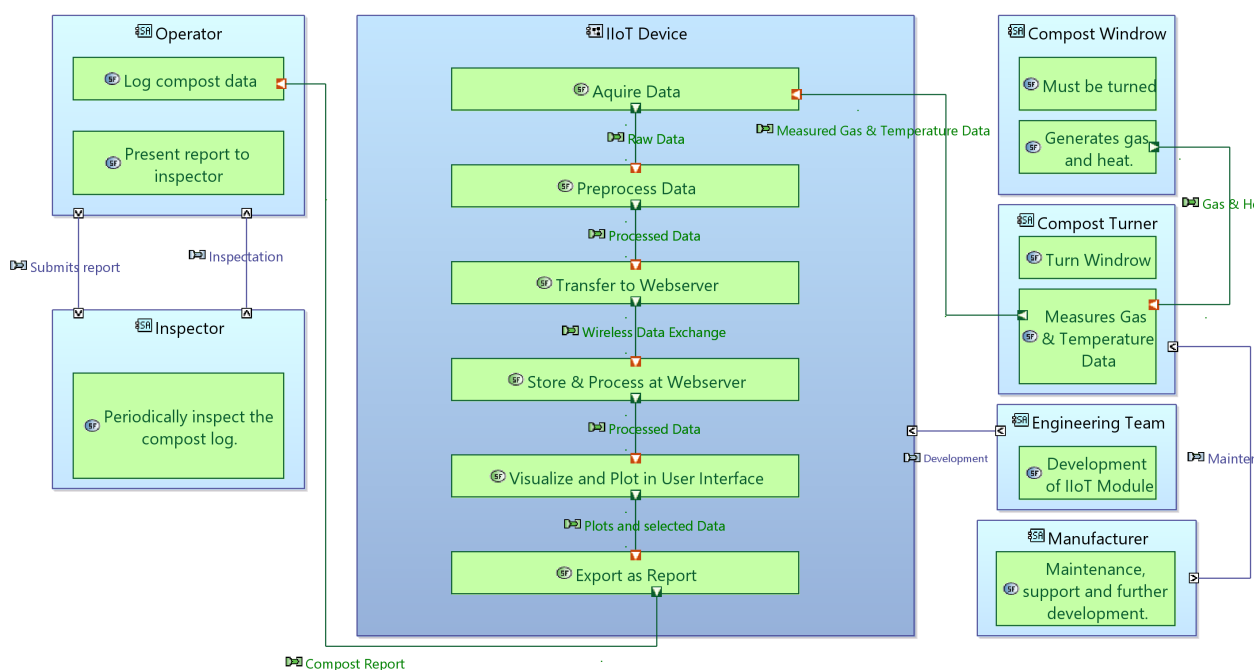 Operator
Log compost data
Present report to
inspector
Submits report
Inspectation
Inspector
Periodically inspect the
compost log.
IIoT Device
Aquire Data
Raw Data
Preprocess Data
Processed Data
Transfer to Webserver
Wireless Data Exchange
Store & Process at Webserver
Processed Data
Visualize and Plot in User Interface
Plots and selected Data
Export as Report
Compost Report
Measured Gas & Temperature Data
Compost Windrow
Must be turned
Generates gas
and heat.
Gas & He
Compost Turner
Turn Windrow
Measures Gas
& Temperature
Data
Engineering Team
Development
of IIoT Module
Development
Mainten
Manufacturer
Maintenance,
support and further
development.